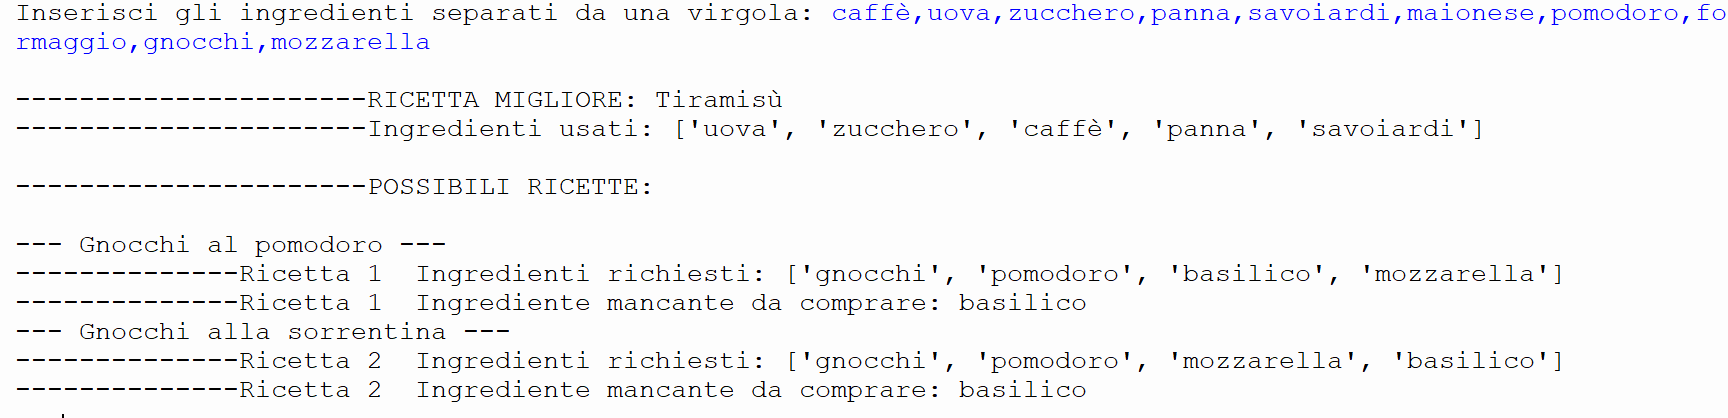 Inserisci gli ingredienti separati da una virgola: caffè,uova,zucchero,panna,savoiardi,maionese,pomodoro,fo
rmaggio,gnocchi,mozzarella
----------------------RICETTA MIGLIORE: Tiramisù
----------------------Ingredienti usati: ['uova', 'zucchero', 'caffè', 'panna', 'savoiardi']
----------------------POSSIBILI RICETTE:
--- Gnocchi al pomodoro ---
--------------Ricetta 1  Ingredienti richiesti: ['gnocchi', 'pomodoro', 'basilico', 'mozzarella']
--------------Ricetta 1  Ingrediente mancante da comprare: basilico
--- Gnocchi alla sorrentina ---
--------------Ricetta 2  Ingredienti richiesti: ['gnocchi', 'pomodoro', 'mozzarella', 'basilico']
--------------Ricetta 2  Ingrediente mancante da comprare: basilico